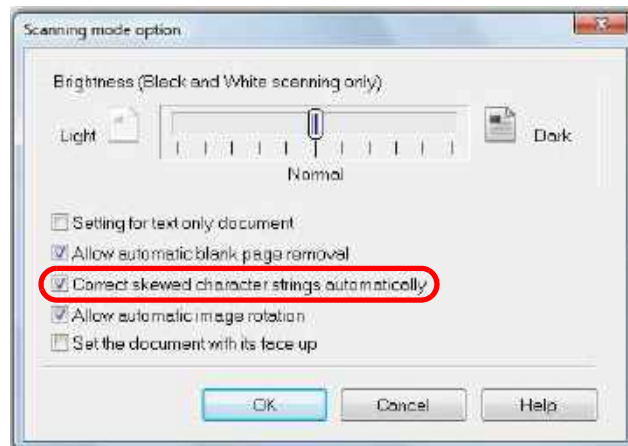 Scanning mode option
Brightness (Black and White scanning only)
Light
Dark
Normal
Setting for text only document
Allow automatic blank page removal
Correct skewed character strings automatically
Allow automatic image rotation
Set the document with its face up
OK Cancel Help